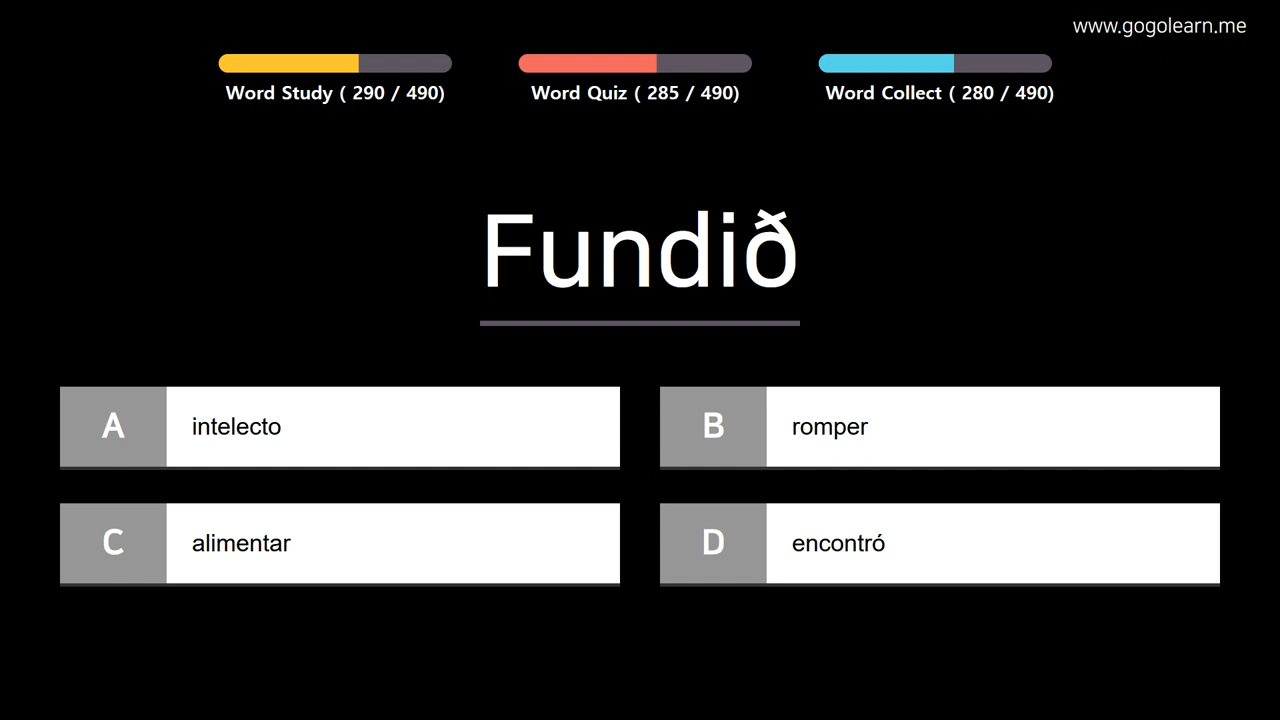 www.gogolearn.me
Word Study ( 290 / 490)
Word Quiz ( 285 / 490)
Word Collect ( 280 / 490)
Fundið
A intelecto
B romper
C alimentar
D encontró